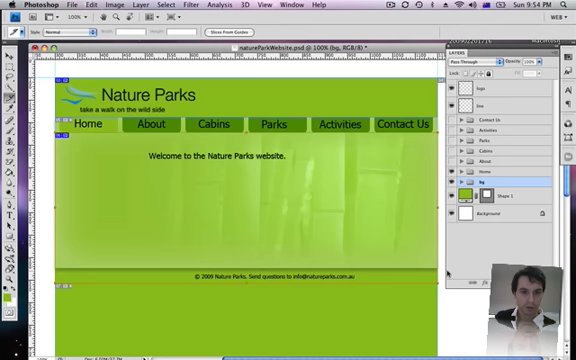 Photoshop File Edit Image Layer Select Filter Analysis 3D View Window Help
Sun 9:54 PM
100%
WEB
Style: Normal
Slices From Guides
natureParkWebsite.psd @ 100% (bg, RGB/8) *
LAYERS
Pass Through
Opacity: 100%
Lock:
Nature Parks
take a walk on the wild side
Home About Cabins Parks Activities Contact Us
Welcome to the Nature Parks website.
© 2009 Nature Parks. Send questions to info@natureparks.com.au
logo
line
Contact Us
Activities
Parks
Cabins
About
Home
bg
Shape 1
Background